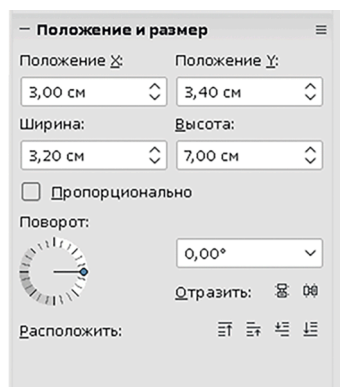 Положение и размер
Положение X: Положение Y:
3,00 см 3,40 см
Ширина: Высота:
3,20 см 7,00 см
Пропорционально
Поворот:
0,00°
Отразить:
Расположить: